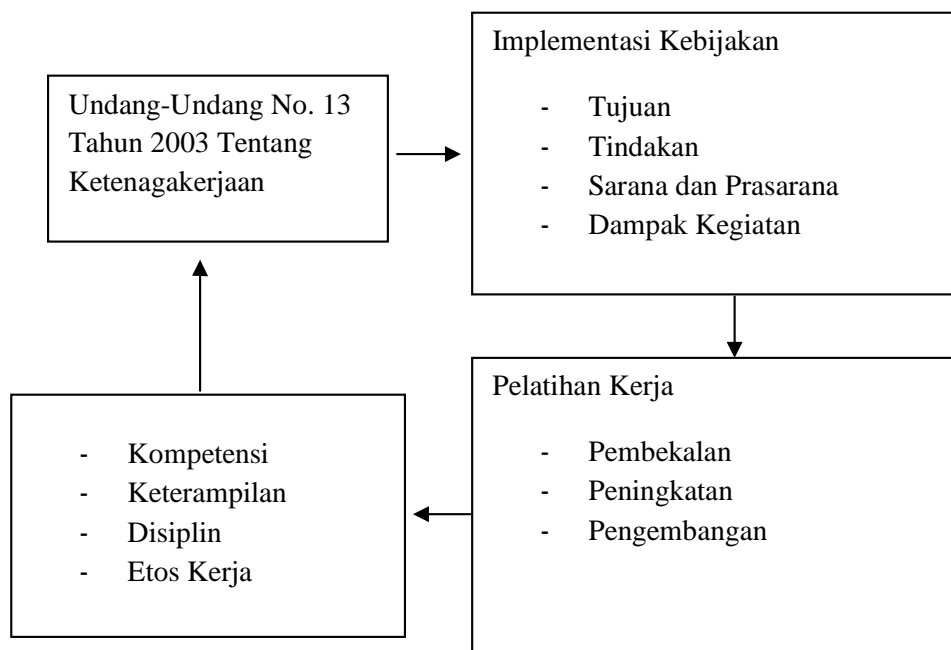 Undang-Undang No. 13
Tahun 2003 Tentang
Ketenagakerjaan
Implementasi Kebijakan
- Tujuan
- Tindakan
- Sarana dan Prasarana
- Dampak Kegiatan
Pelatihan Kerja
- Pembekalan
- Peningkatan
- Pengembangan
- Kompetensi
- Keterampilan
- Disiplin
- Etos Kerja